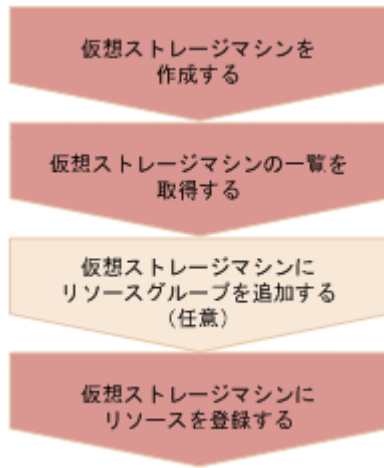 仮想ストレージマシンを
作成する
仮想ストレージマシンの一覧を
取得する
仮想ストレージマシンに
リソースグループを追加する
(任意)
仮想ストレージマシンに
リソースを登録する